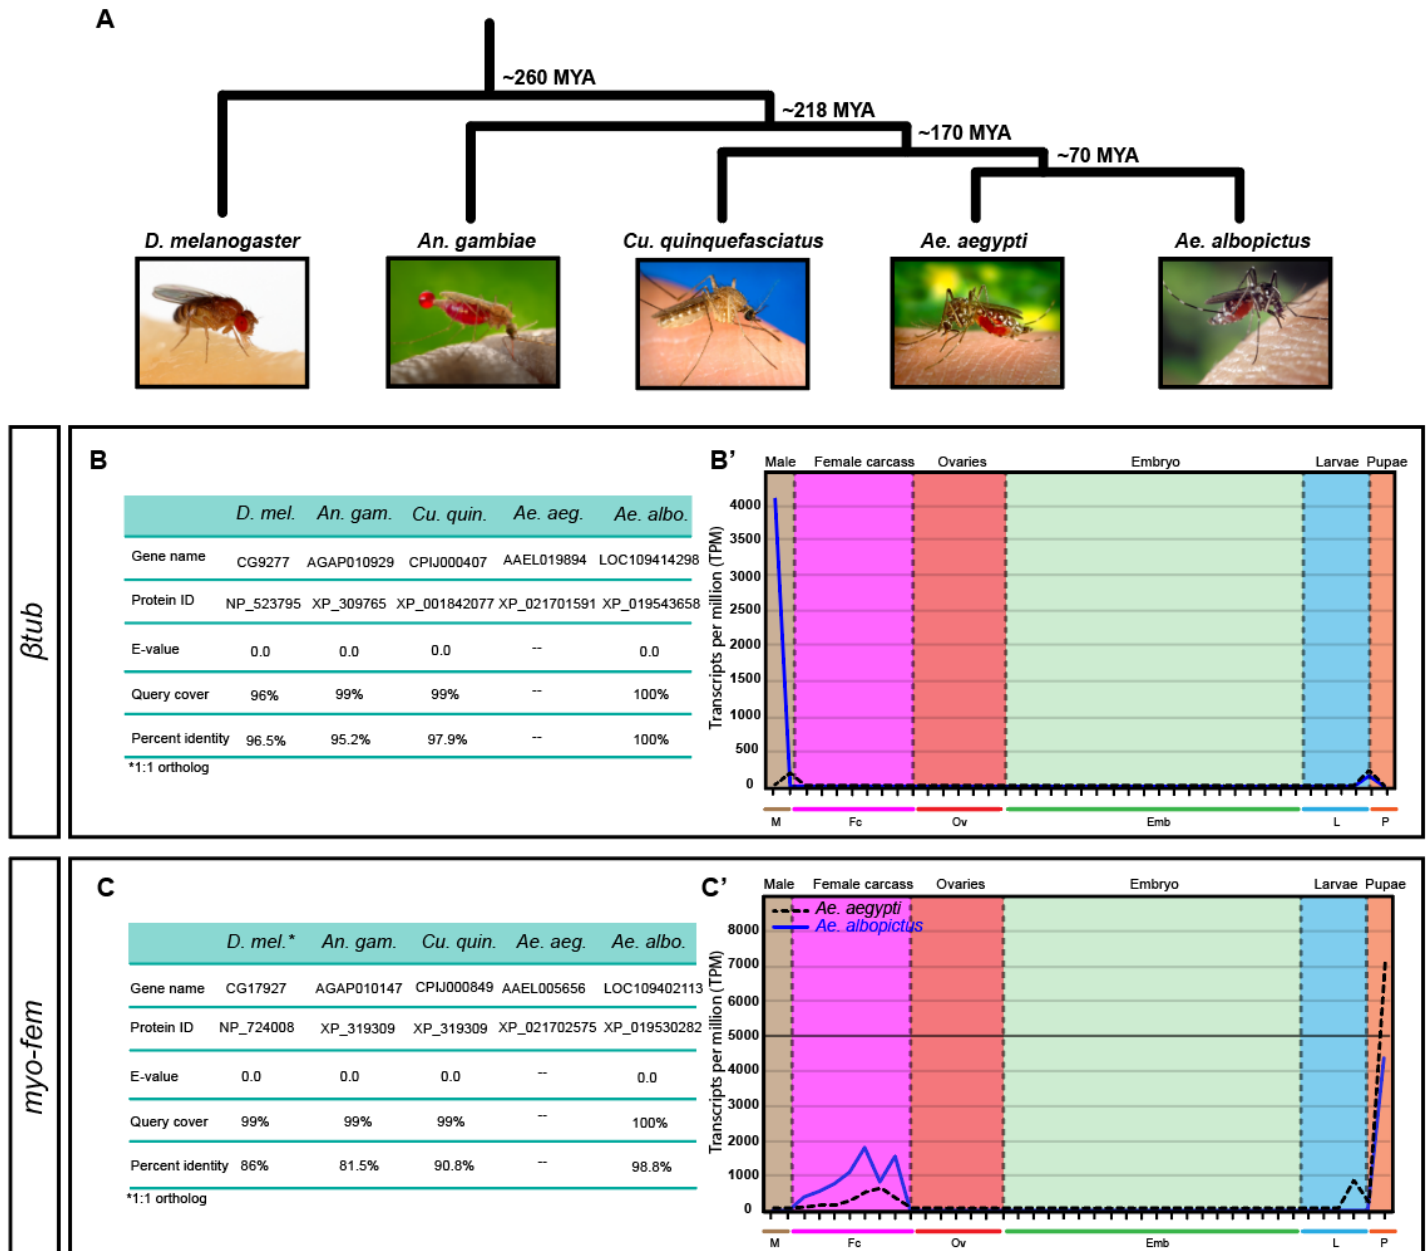 A
~260 MYA
~218 MYA
~170 MYA
~70 MYA
D. melanogaster An. gambiae Cu. quinquefasciatus Ae. aegypti Ae. albopictus
βtub
B
D. mel. An. gam. Cu. quin. Ae. aeg. Ae. albo.
Gene name CG9277 AGAP010929 CPIJ000407 AAEL019894 LOC109414298
Protein ID NP_523795 XP_309765 XP_001842077 XP_021701591 XP_019543658
E-value 0.0 0.0 0.0 -- 0.0
Query cover 96% 99% 99% -- 100%
Percent identity 96.5% 95.2% 97.9% -- 100%
*1:1 ortholog
B’
Male Female carcass Ovaries Embryo Larvae Pupae
Transcripts per million (TPM)
4000
3500
3000
2500
2000
1500
1000
500
0
M Fc Ov Emb L P
myo-fem
C
D. mel.* An. gam. Cu. quin. Ae. aeg. Ae. albo.
Gene name CG17927 AGAP010147 CPIJ000849 AAEL005656 LOC109402113
Protein ID NP_724008 XP_319309 XP_319309 XP_021702575 XP_019530282
E-value 0.0 0.0 0.0 -- 0.0
Query cover 99% 99% 99% -- 100%
Percent identity 86% 81.5% 90.8% -- 98.8%
*1:1 ortholog
C’
Male Female carcass Ovaries Embryo Larvae Pupae
Ae. aegypti
Ae. albopictus
Transcripts per million (TPM)
8000
7000
6000
5000
4000
3000
2000
1000
0
M Fc Ov Emb L P